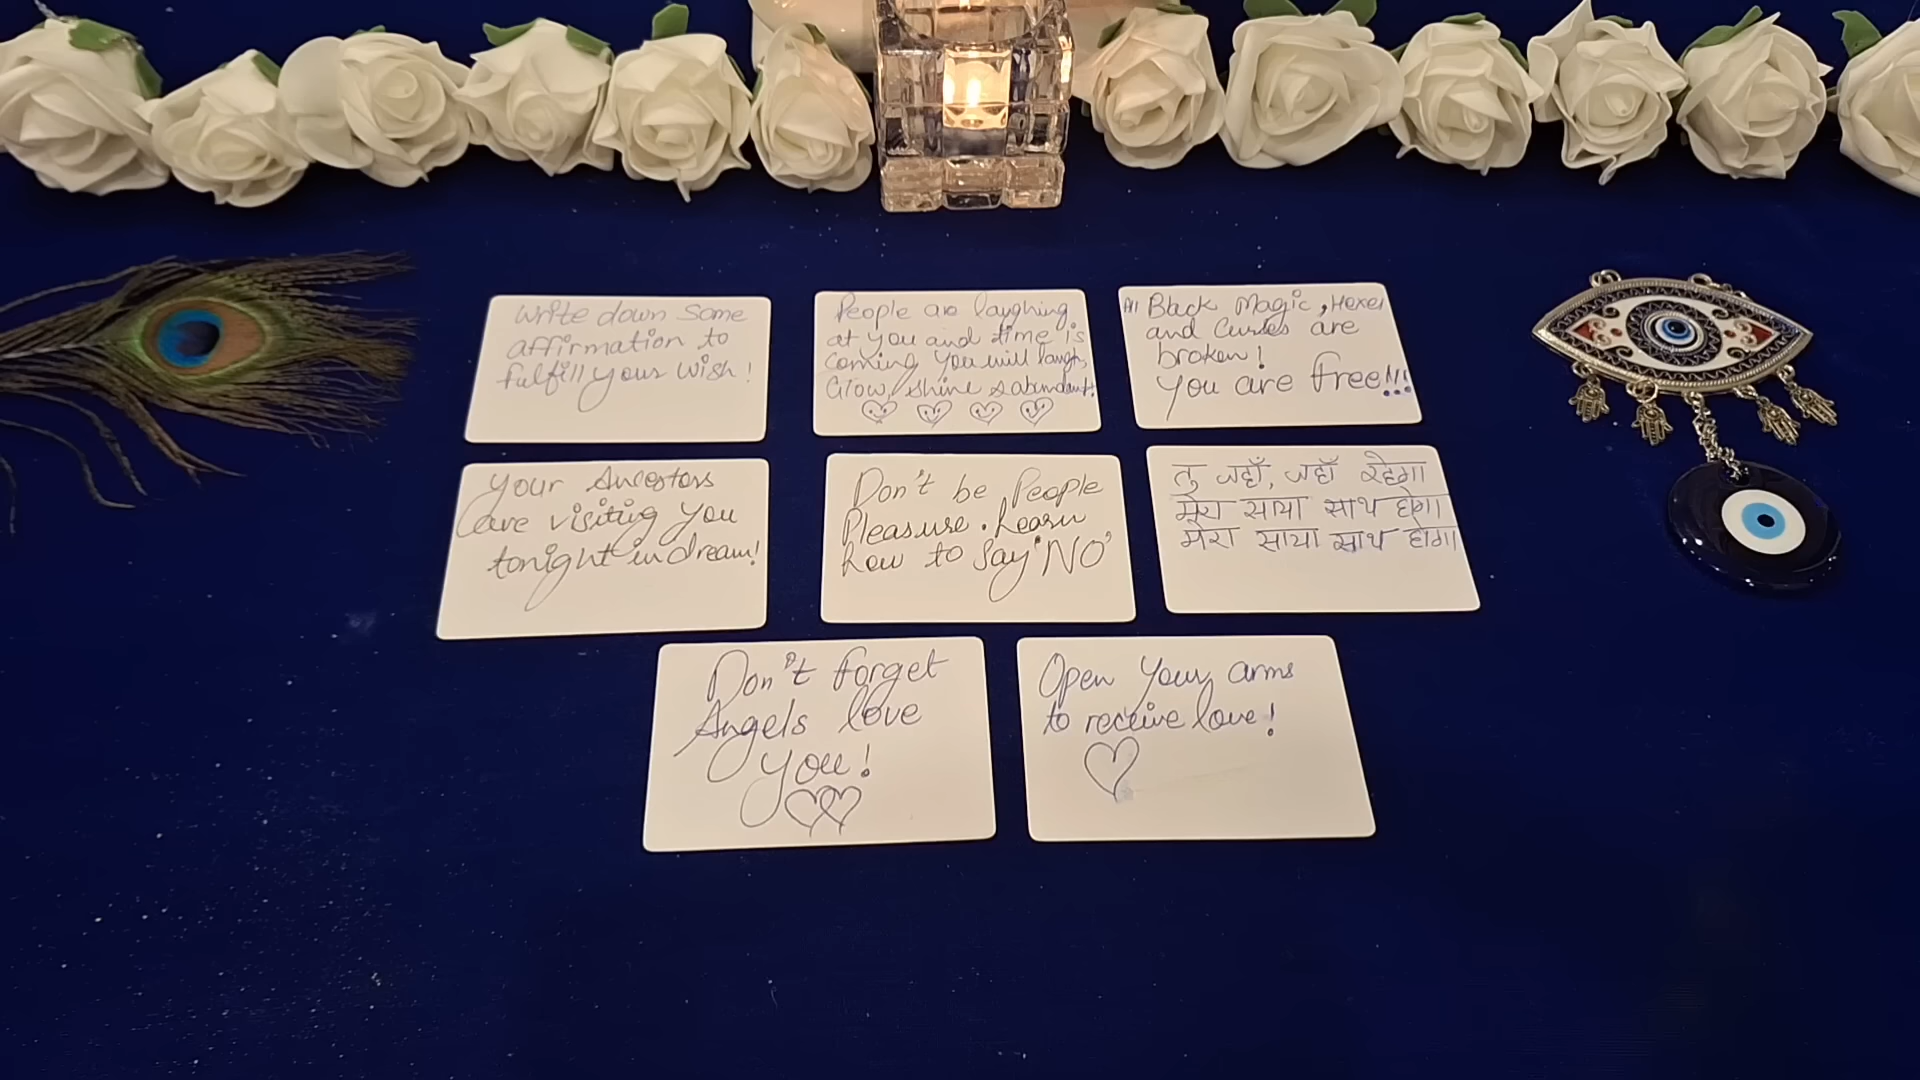 Write down some
affirmation to
fulfill your wish!
People are laughing
at you and time is
coming you will laugh,
Glow, shine & abundant!
All Black Magic, Hexes
and Curses are
broken!
You are free!!!
Your Ancestors
are visiting you
tonight in dream!
Don't be People
Pleasure. Learn
how to say "NO"
तु जहाँ, जहाँ रहेगा
मेरा साया साथ होगा
मेरा साया साथ होगा
Don't forget
Angels love
you!
Open Your arms
to receive love!